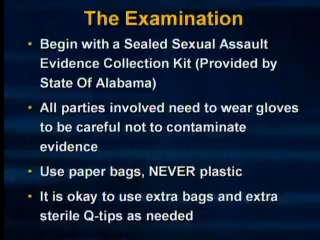 The Examination
• Begin with a Sealed Sexual Assault
Evidence Collection Kit (Provided by
State Of Alabama)
• All parties involved need to wear gloves
to be careful not to contaminate
evidence
• Use paper bags, NEVER plastic
• It is okay to use extra bags and extra
sterile Q-tips as needed